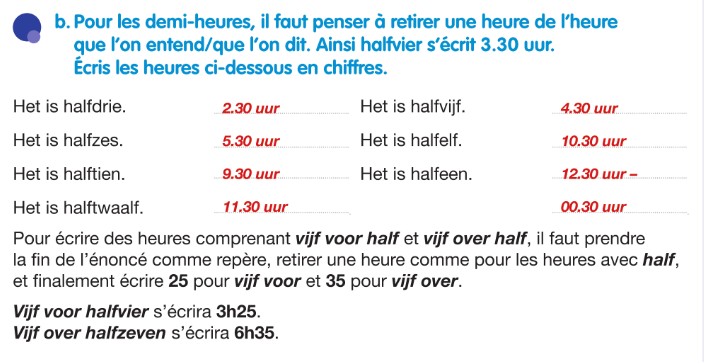 b. Pour les demi-heures, il faut penser à retirer une heure de l'heure
que l'on entend/que l'on dit. Ainsi halfvier s'écrit 3.30 uur.
Écris les heures ci-dessous en chiffres.
Het is halfdrie. 2.30 uur Het is halfvijf. 4.30 uur
Het is halfzes. 5.30 uur Het is halfelf. 10.30 uur
Het is halftien. 9.30 uur Het is halfeen. 12.30 uur –
Het is halftwaalf. 11.30 uur 00.30 uur
Pour écrire des heures comprenant vijf voor half et vijf over half, il faut prendre
la fin de l'énoncé comme repère, retirer une heure comme pour les heures avec half,
et finalement écrire 25 pour vijf voor et 35 pour vijf over.
Vijf voor halfvier s'écrira 3h25.
Vijf over halfzeven s'écrira 6h35.